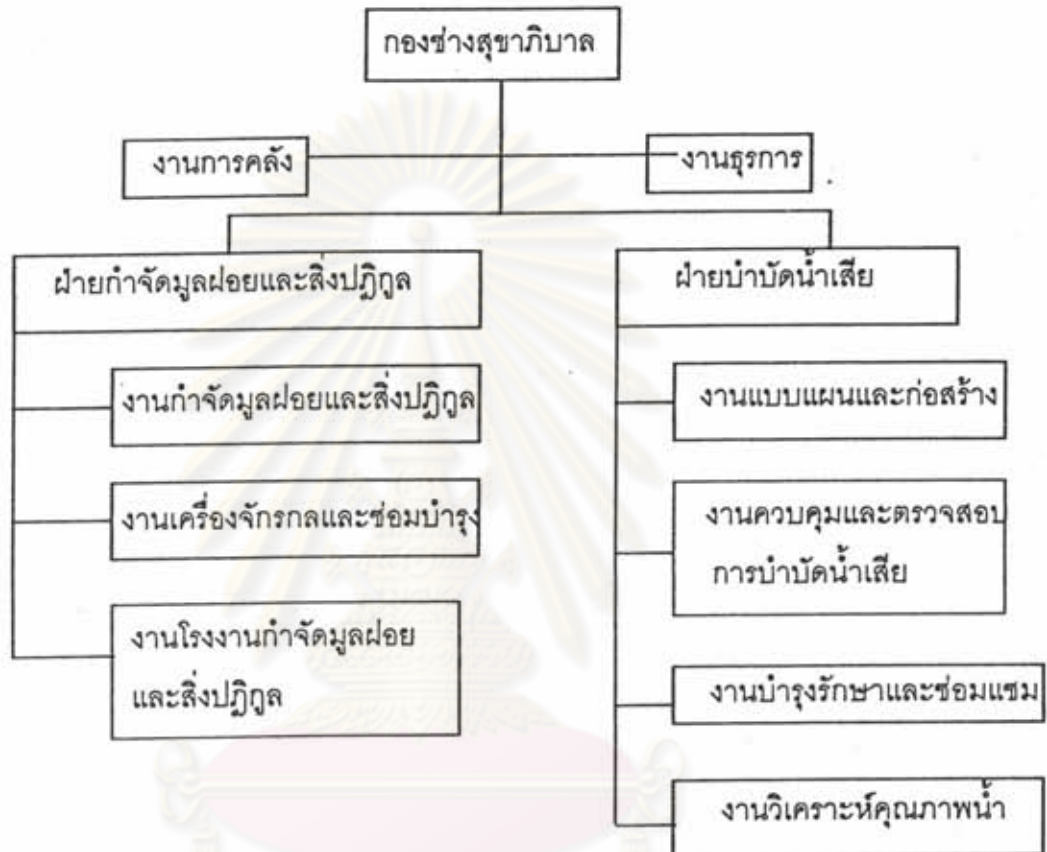 กองช่างสุขาภิบาล
งานการคลัง
งานธุรการ
ฝ่ายกำจัดมูลฝอยและสิ่งปฏิกูล
งานกำจัดมูลฝอยและสิ่งปฏิกูล
งานเครื่องจักรกลและซ่อมบำรุง
งานโรงงานกำจัดมูลฝอย
และสิ่งปฏิกูล
ฝ่ายบำบัดน้ำเสีย
งานแบบแผนและก่อสร้าง
งานควบคุมและตรวจสอบ
การบำบัดน้ำเสีย
งานบำรุงรักษาและซ่อมแซม
งานวิเคราะห์คุณภาพน้ำ